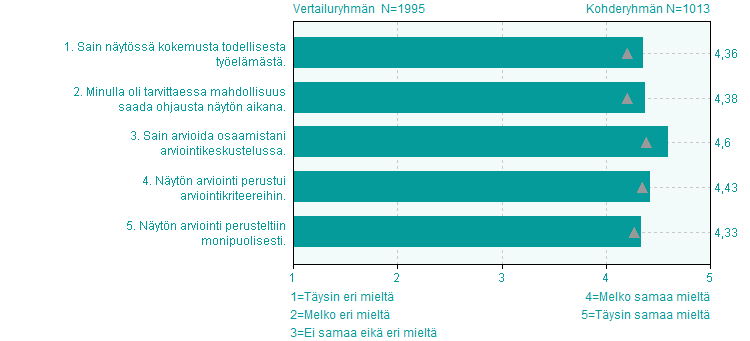 Vertailuryhmän N=1995 Kohderyhmän N=1013
1. Sain näytössä kokemusta todellisesta
työelämästä.
4,36
2. Minulla oli tarvittaessa mahdollisuus
saada ohjausta näytön aikana.
4,38
3. Sain arvioida osaamistani
arviointikeskustelussa.
4,6
4. Näytön arviointi perustui
arviointikriteereihin.
4,43
5. Näytön arviointi perusteltiin
monipuolisesti.
4,33
1 2 3 4 5
1=Täysin eri mieltä 4=Melko samaa mieltä
2=Melko eri mieltä 5=Täysin samaa mieltä
3=Ei samaa eikä eri mieltä